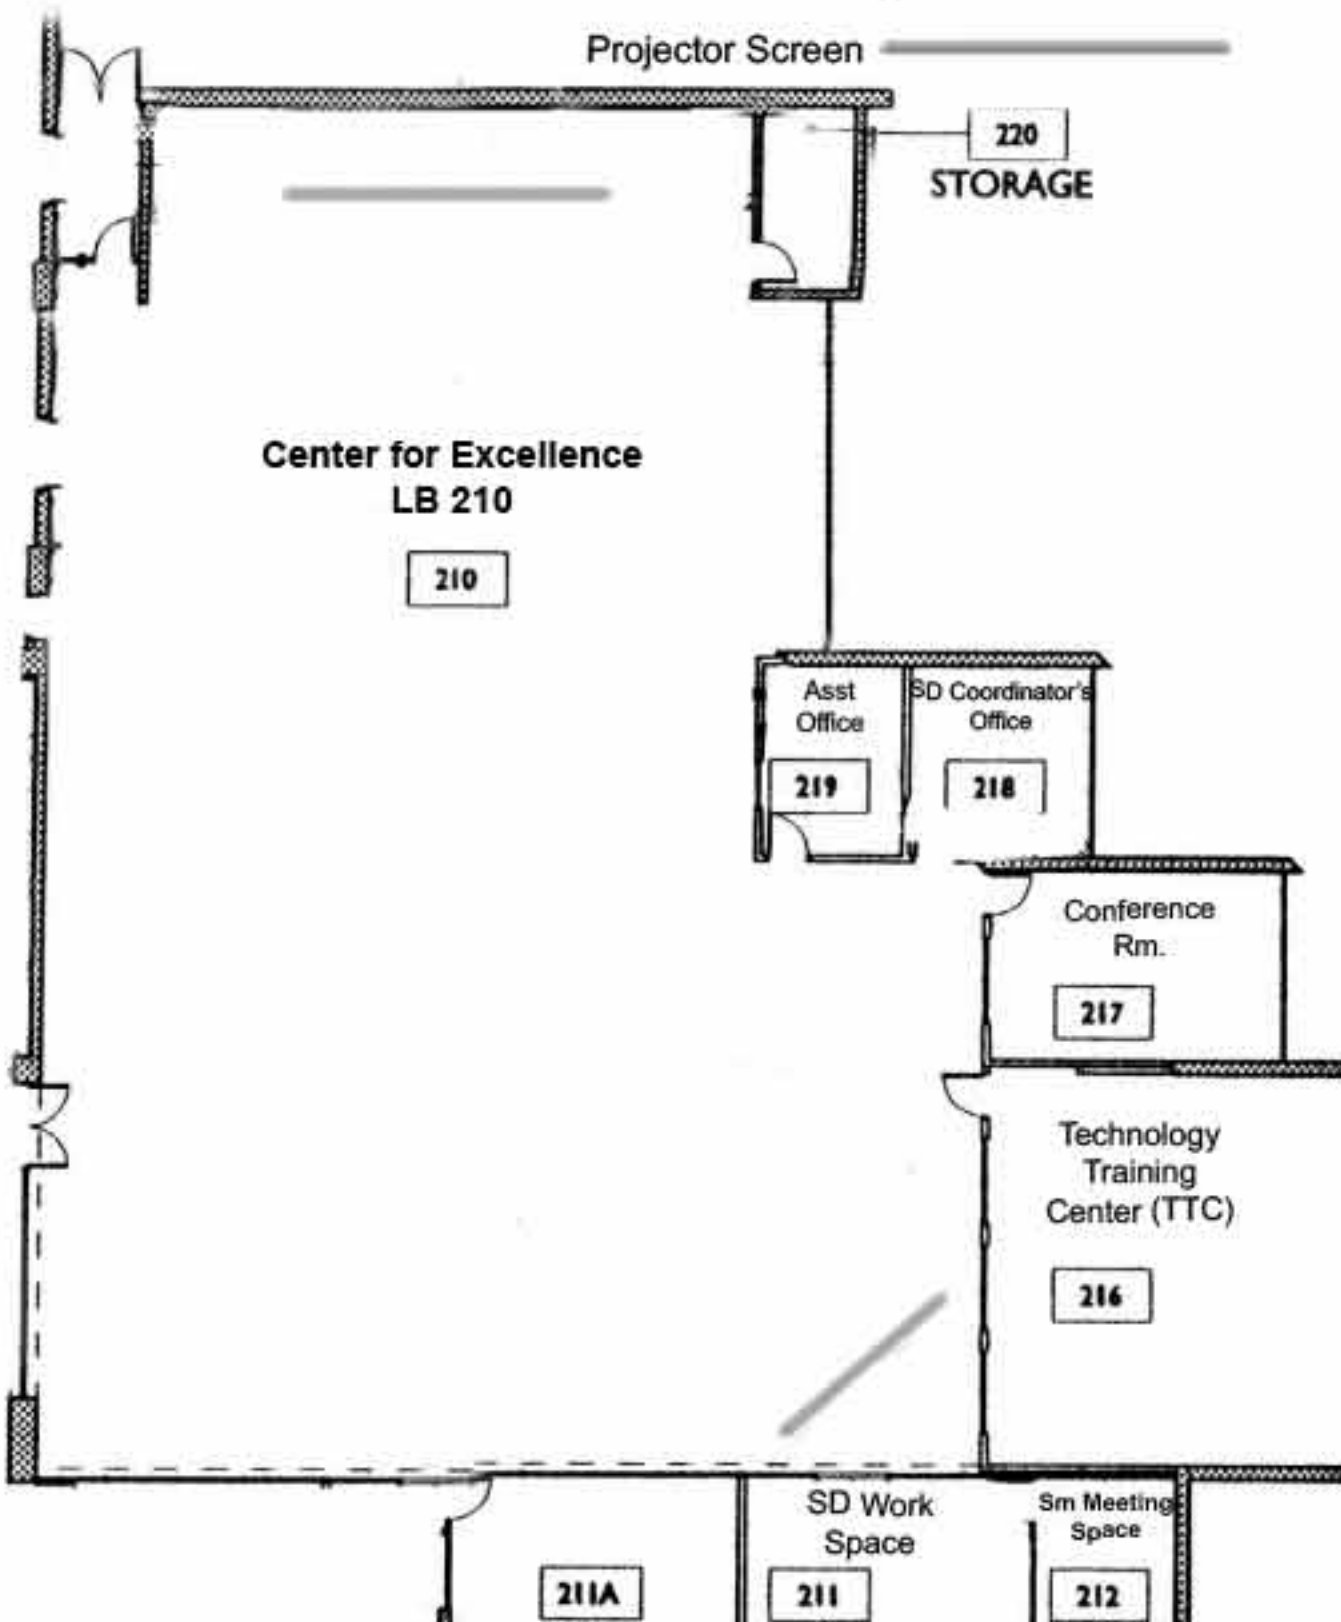 Projector Screen
220
STORAGE
Center for Excellence
LB 210
210
Asst
Office
219
SD Coordinator's
Office
218
Conference
Rm.
217
Technology
Training
Center (TTC)
216
SD Work
Space
211
Sm Meeting
Space
212
211A